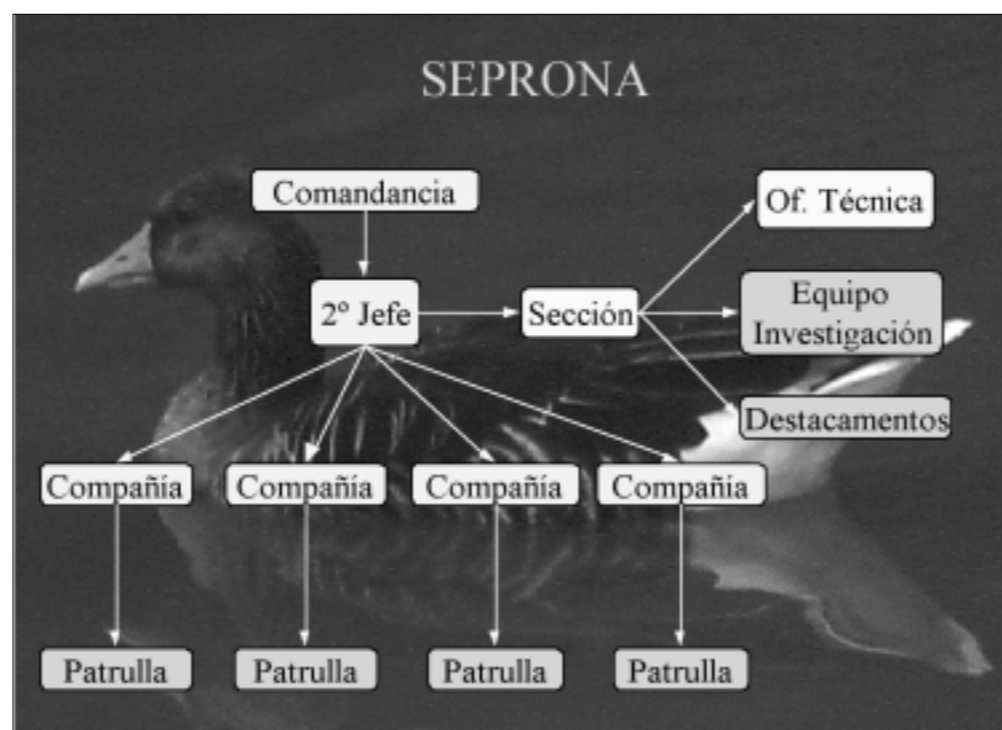 SEPRONA
Comandancia
Of. Técnica
2º Jefe
Sección
Equipo
Investigación
Destacamentos
Compañía
Compañía
Compañía
Compañía
Patrulla
Patrulla
Patrulla
Patrulla